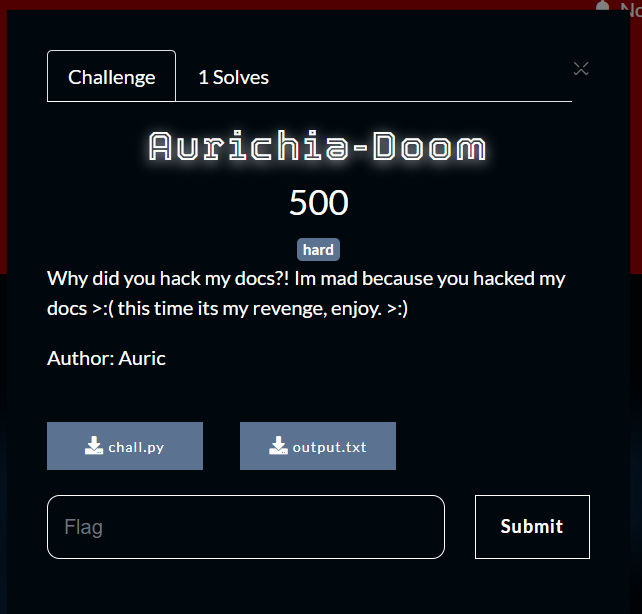 No
Challenge
1 Solves
Aurichia-Doom
500
hard
Why did you hack my docs?! Im mad because you hacked my
docs >:( this time its my revenge, enjoy. >:)
Author: Auric
chall.py
output.txt
Flag
Submit